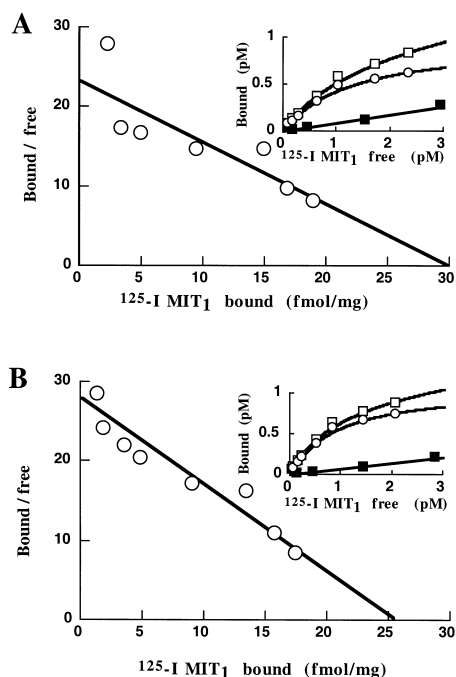 A
30
20
10
0
Bound / free
0 5 10 15 20 25 30
125-I MIT1 bound (fmol/mg)
1
0.5
0
Bound (pM)
0 1 2 3
125-I MIT1 free (pM)
B
30
20
10
0
Bound / free
0 5 10 15 20 25 30
125-I MIT1 bound (fmol/mg)
1
0.5
0
Bound (pM)
0 1 2 3
125-I MIT1 free (pM)